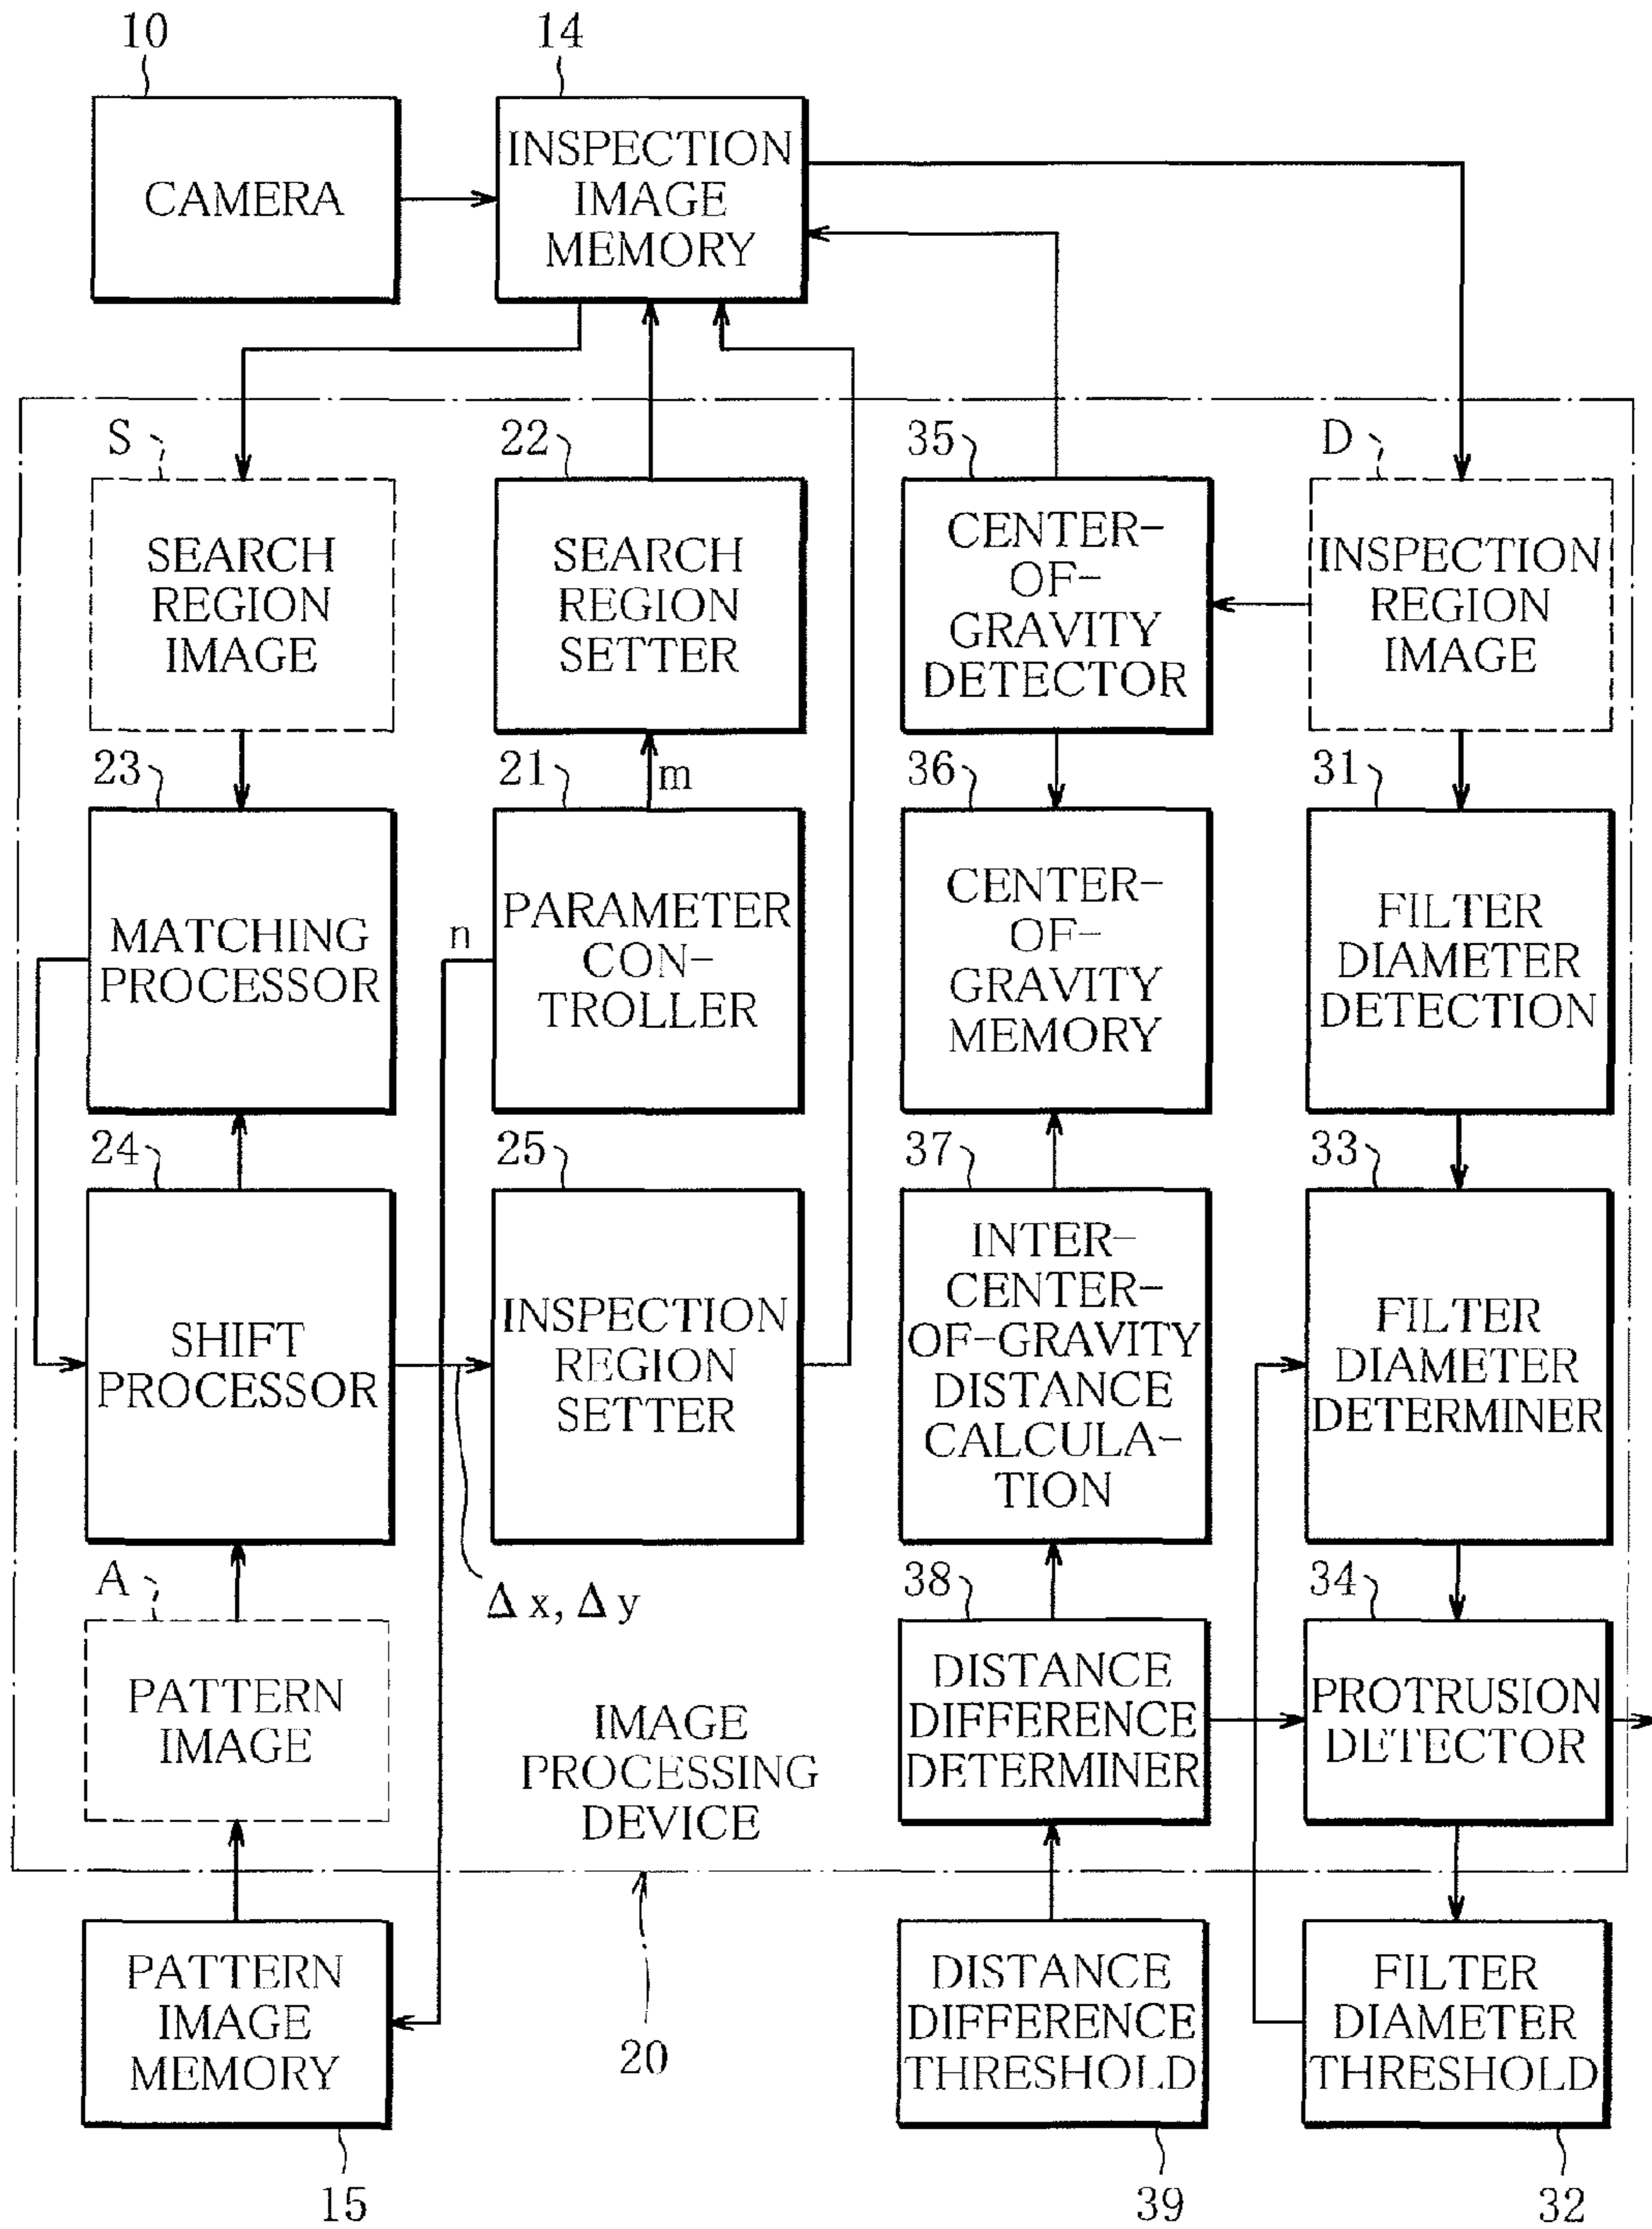 10
14
CAMERA
INSPECTION
IMAGE
MEMORY
S
22
35
D
SEARCH
REGION
IMAGE
SEARCH
REGION
SETTER
CENTER-
OF-
GRAVITY
DETECTOR
INSPECTION
REGION
IMAGE
23
21
m
36
31
MATCHING
PROCESSOR
n
PARAMETER
CON-
TROLLER
CENTER-
OF-
GRAVITY
MEMORY
FILTER
DIAMETER
DETECTION
24
25
37
33
SHIFT
PROCESSOR
INSPECTION
REGION
SETTER
INTER-
CENTER-
OF-GRAVITY
DISTANCE
CALCULA-
TION
FILTER
DIAMETER
DETERMINER
A
Δx, Δy
38
34
PATTERN
IMAGE
IMAGE
PROCESSING
DEVICE
DISTANCE
DIFFERENCE
DETERMINER
PROTRUSION
DETECTOR
PATTERN
IMAGE
MEMORY
20
DISTANCE
DIFFERENCE
THRESHOLD
FILTER
DIAMETER
THRESHOLD
15
39
32